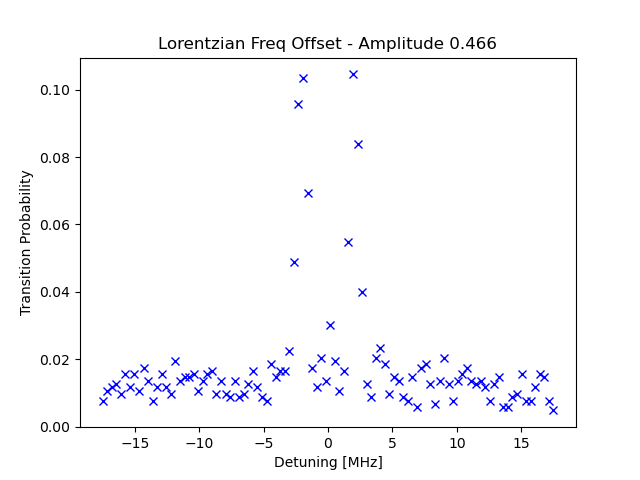 Lorentzian Freq Offset - Amplitude 0.466
Transition Probability
0.10
0.08
0.06
0.04
0.02
0.00
−15 −10 −5 0 5 10 15
Detuning [MHz]